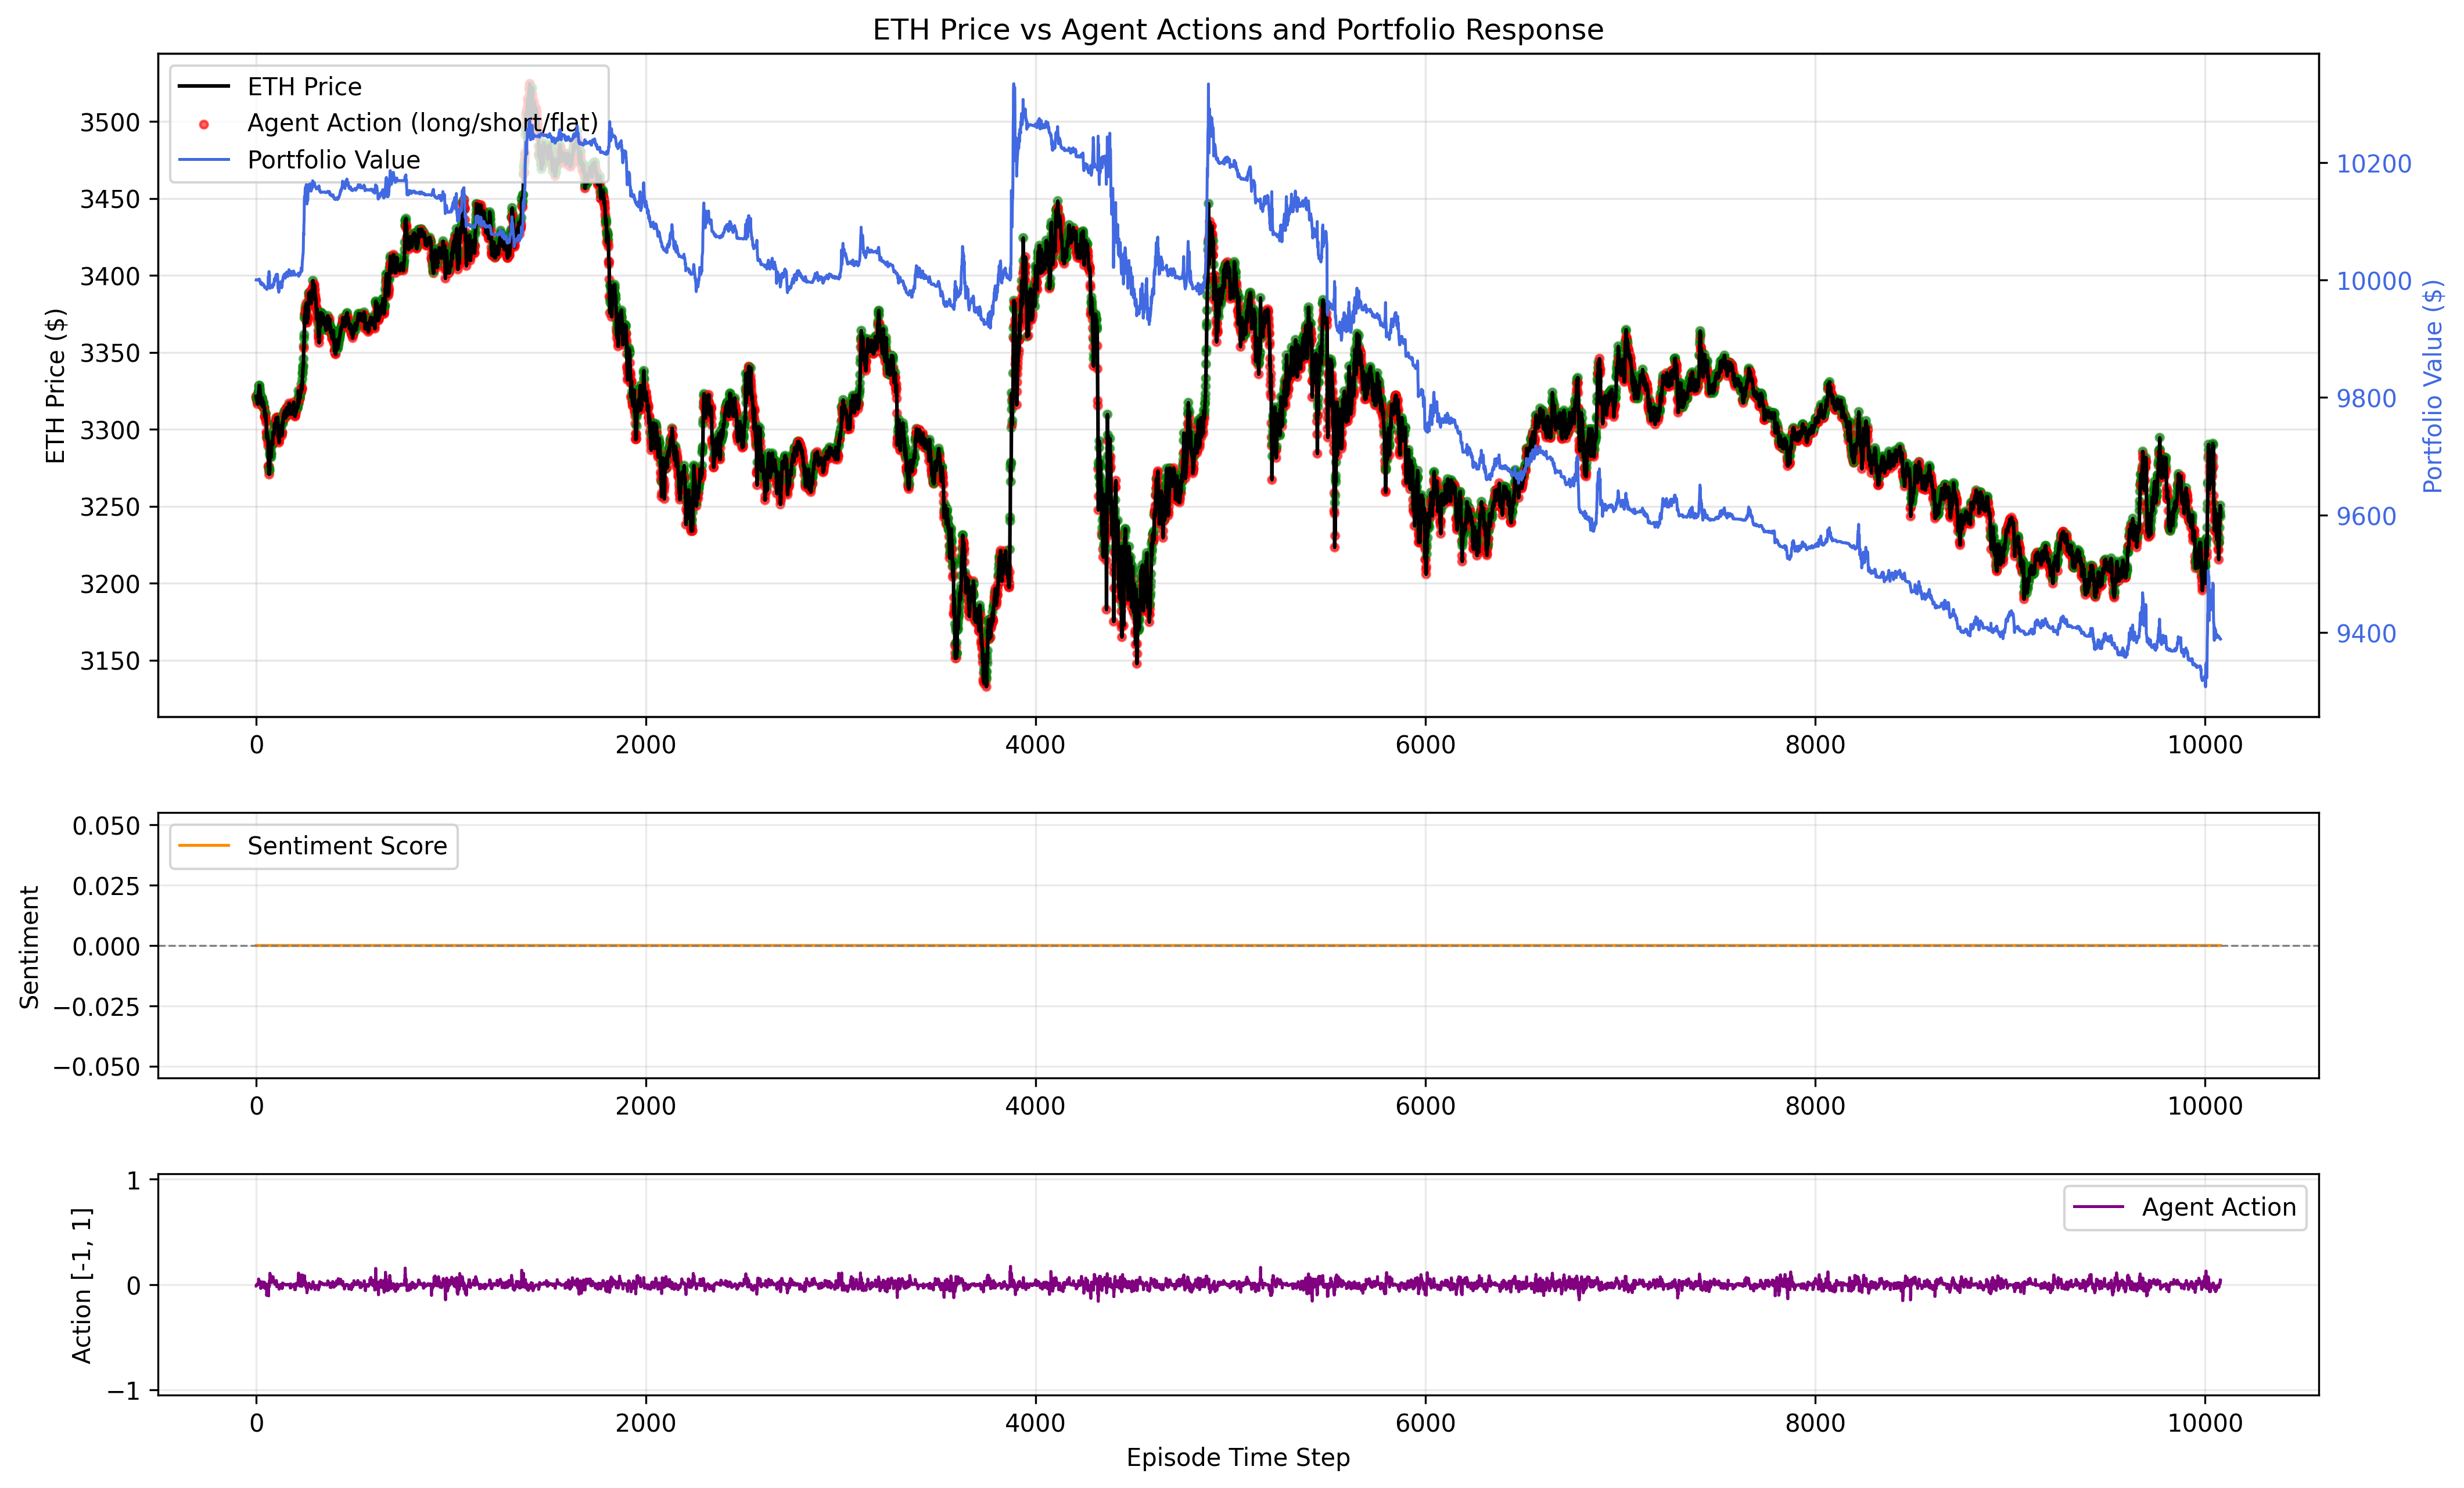 ETH Price vs Agent Actions and Portfolio Response
ETH Price
Agent Action (long/short/flat)
Portfolio Value
ETH Price ($)
3500
3450
3400
3350
3300
3250
3200
3150
10200
10000
9800
9600
9400
Portfolio Value ($)
0 2000 4000 6000 8000 10000
Sentiment Score
Sentiment
0.050
0.025
0.000
−0.025
−0.050
0 2000 4000 6000 8000 10000
Agent Action
Action [-1, 1]
1
0
−1
0 2000 4000 6000 8000 10000
Episode Time Step